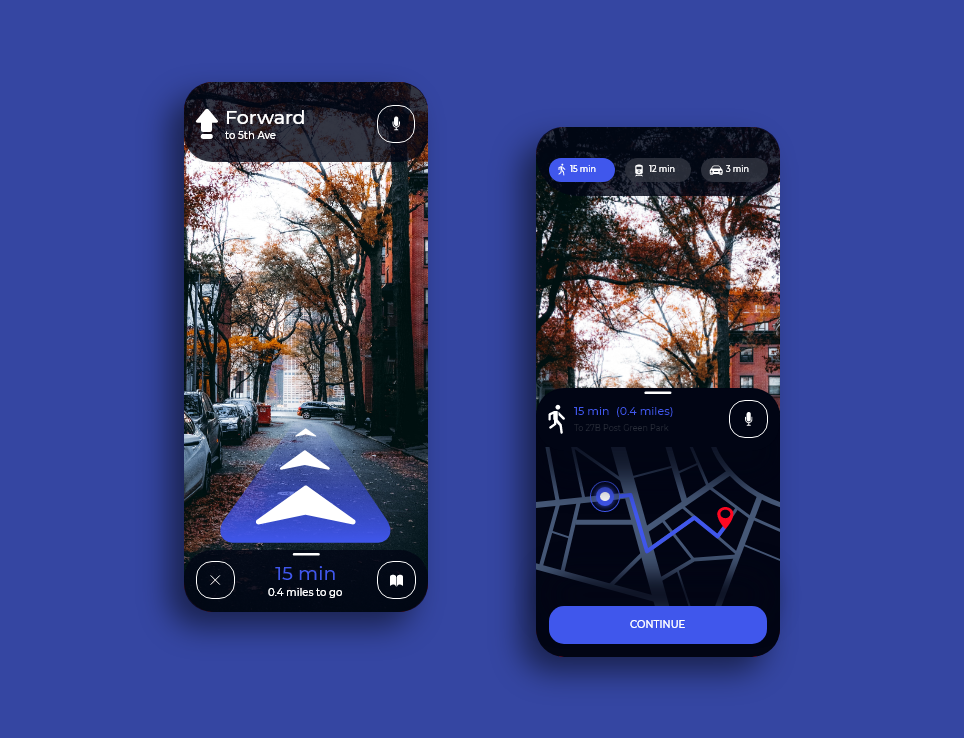 Forward
to 5th Ave
15 min
0.4 miles to go
15 min
12 min
3 min
15 min (0.4 miles)
To 27B Post Green Park
CONTINUE